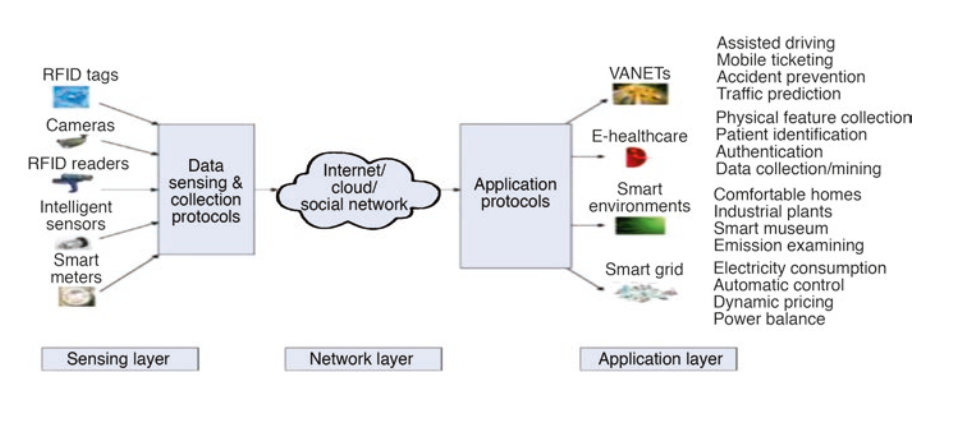 RFID tags
Cameras
RFID readers
Intelligent
sensors
Smart
meters
Data
sensing &
collection
protocols
Internet/
cloud/
social network
Application
protocols
VANETs
E-healthcare
Smart
environments
Smart grid
Assisted driving
Mobile ticketing
Accident prevention
Traffic prediction
Physical feature collection
Patient identification
Authentication
Data collection/mining
Comfortable homes
Industrial plants
Smart museum
Emission examining
Electricity consumption
Automatic control
Dynamic pricing
Power balance
Sensing layer
Network layer
Application layer